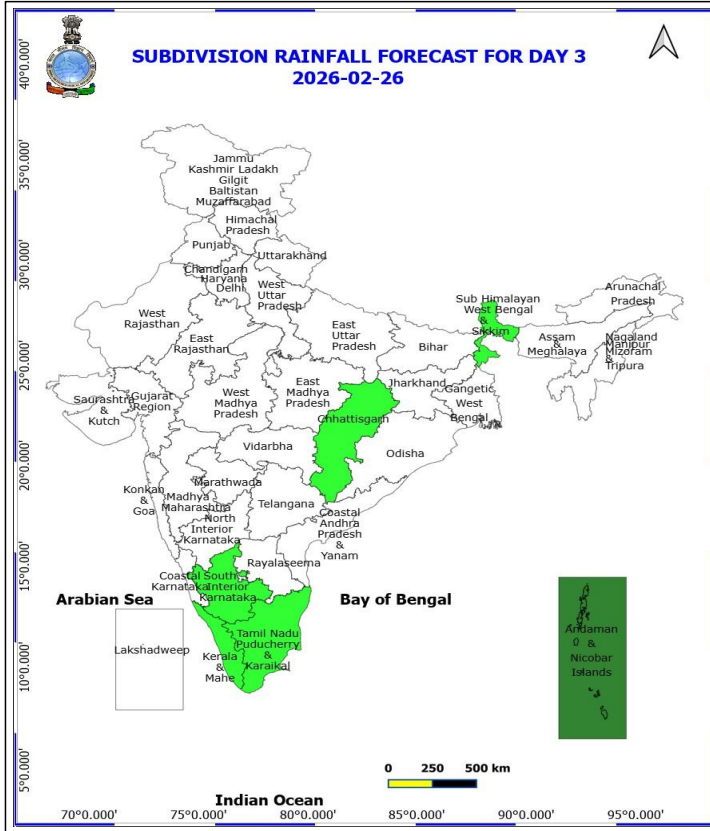 SUBDIVISION RAINFALL FORECAST FOR DAY 3
2026-02-26
40°0.000'
35°0.000'
30°0.000'
25°0.000'
20°0.000'
15°0.000'
10°0.000'
5°0.000'
Jammu
Kashmir Ladakh
Gilgit
Baltistan
Muzaffarabad
Himachal
Pradesh
Punjab
Uttarakhand
Chandigarh
Haryana
Delhi
West
Uttar
Pradesh
West
Rajasthan
East
Rajasthan
East
Uttar
Pradesh
Bihar
Sub Himalayan
West Bengal
&
Sikkim
Arunachal
Pradesh
Assam
&
Meghalaya
Nagaland
Manipur
Mizoram
&
Tripura
Saurashtra
&
Kutch
Gujarat
Region
West
Madhya
Pradesh
East
Madhya
Pradesh
Jharkhand
Gangetic
West
Bengal
Chhattisgarh
Vidarbha
Odisha
Konkan
&
Goa
Madhya
Maharashtra
Marathwada
Telangana
North
Interior
Karnataka
Coastal
Andhra
Pradesh
&
Yanam
Rayalaseema
Coastal
Karnataka
South
Interior
Karnataka
Arabian Sea
Bay of Bengal
Lakshadweep
Kerala
&
Mahe
Tamil Nadu
Puducherry
&
Karaikal
Andaman
&
Nicobar
Islands
0 250 500 km
Indian Ocean
70°0.000' 75°0.000' 80°0.000' 85°0.000' 90°0.000' 95°0.000'